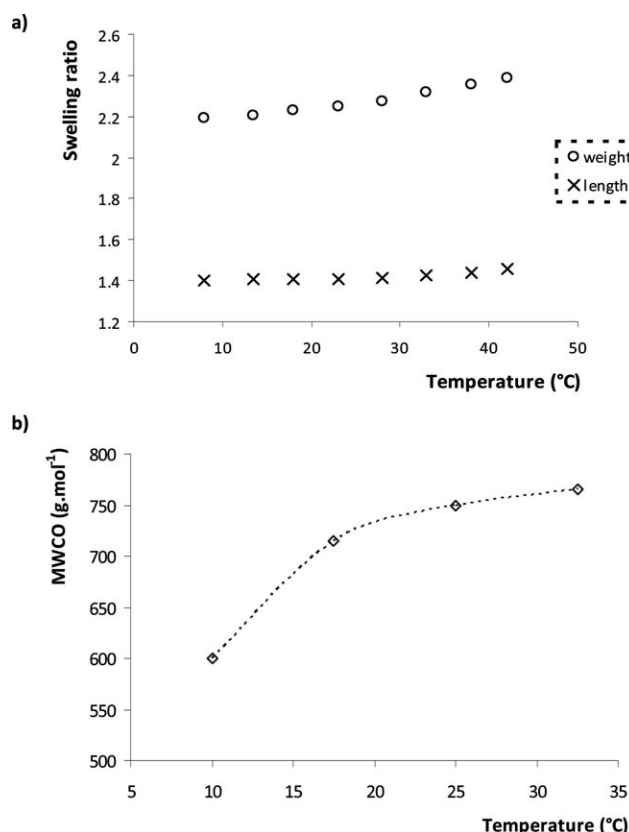 a)
Swelling ratio
2.6
2.4
2.2
2
1.8
1.6
1.4
1.2
0 10 20 30 40 50
Temperature (°C)
weight
length
b)
MWCO (g.mol⁻¹)
800
750
700
650
600
550
500
5 10 15 20 25 30 35
Temperature (°C)